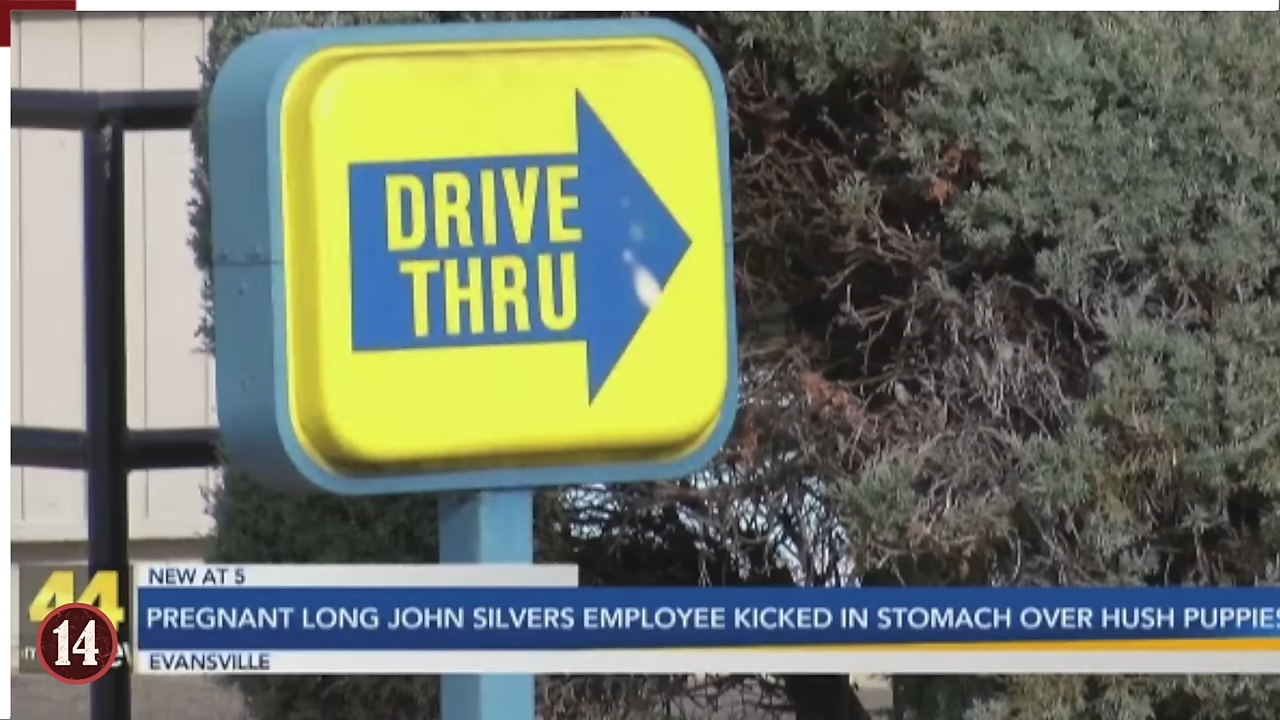 DRIVE
THRU
NEW AT 5
44
PREGNANT LONG JOHN SILVERS EMPLOYEE KICKED IN STOMACH OVER HUSH PUPPIES
14
EVANSVILLE